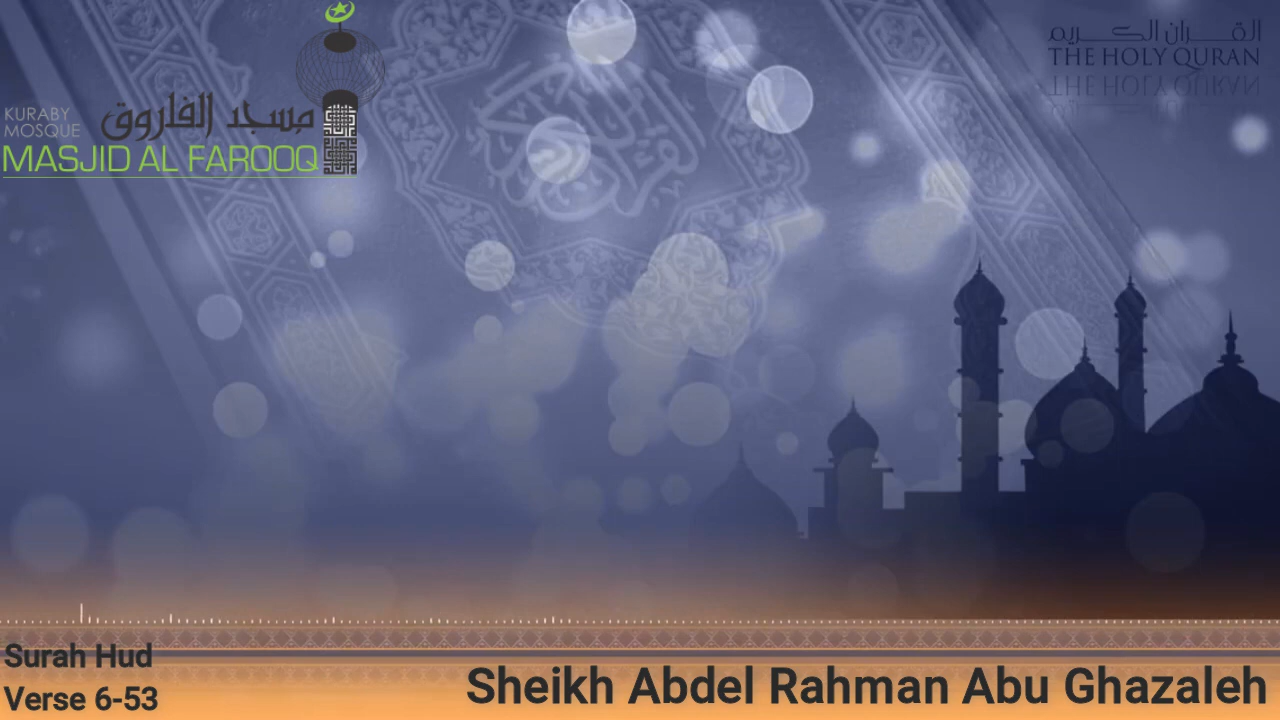 KURABY
MOSQUE
مسجد الفاروق
MASJID AL FAROOQ
القرآن الكريم
THE HOLY QURAN
Surah Hud
Verse 6-53
Sheikh Abdel Rahman Abu Ghazaleh